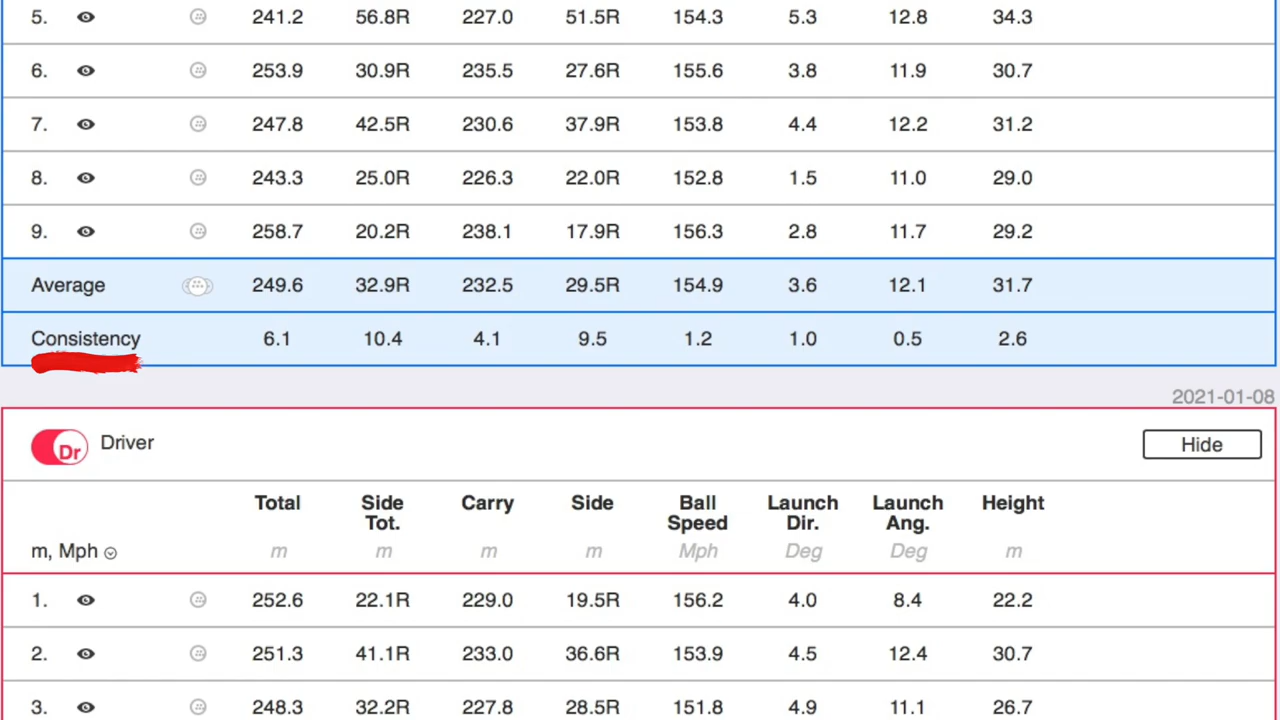 5. 241.2 56.8R 227.0 51.5R 154.3 5.3 12.8 34.3
6. 253.9 30.9R 235.5 27.6R 155.6 3.8 11.9 30.7
7. 247.8 42.5R 230.6 37.9R 153.8 4.4 12.2 31.2
8. 243.3 25.0R 226.3 22.0R 152.8 1.5 11.0 29.0
9. 258.7 20.2R 238.1 17.9R 156.3 2.8 11.7 29.2
Average 249.6 32.9R 232.5 29.5R 154.9 3.6 12.1 31.7
Consistency 6.1 10.4 4.1 9.5 1.2 1.0 0.5 2.6
2021-01-08
Dr Driver Hide
Total Side Carry Side Ball Launch Launch Height
Tot. Speed Dir. Ang.
m, Mph m m m m Mph Deg Deg m
1. 252.6 22.1R 229.0 19.5R 156.2 4.0 8.4 22.2
2. 251.3 41.1R 233.0 36.6R 153.9 4.5 12.4 30.7
3. 248.3 32.2R 227.8 28.5R 151.8 4.9 11.1 26.7